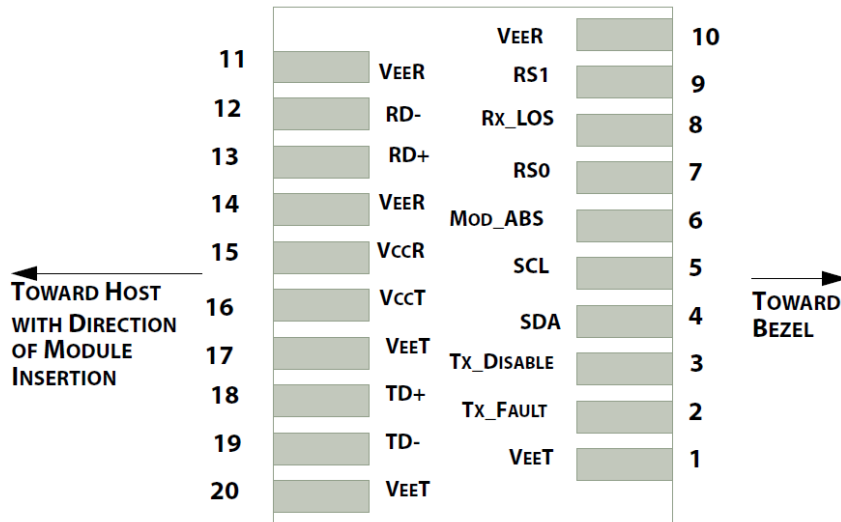 11 VEER
12 RD-
13 RD+
14 VEER
15 VCCR
16 VCCT
17 VEET
18 TD+
19 TD-
20 VEET
VEER 10
RS1 9
RX_LOS 8
RS0 7
MOD_ABS 6
SCL 5
SDA 4
TX_DISABLE 3
TX_FAULT 2
VEET 1
TOWARD HOST
WITH DIRECTION
OF MODULE
INSERTION
TOWARD
BEZEL